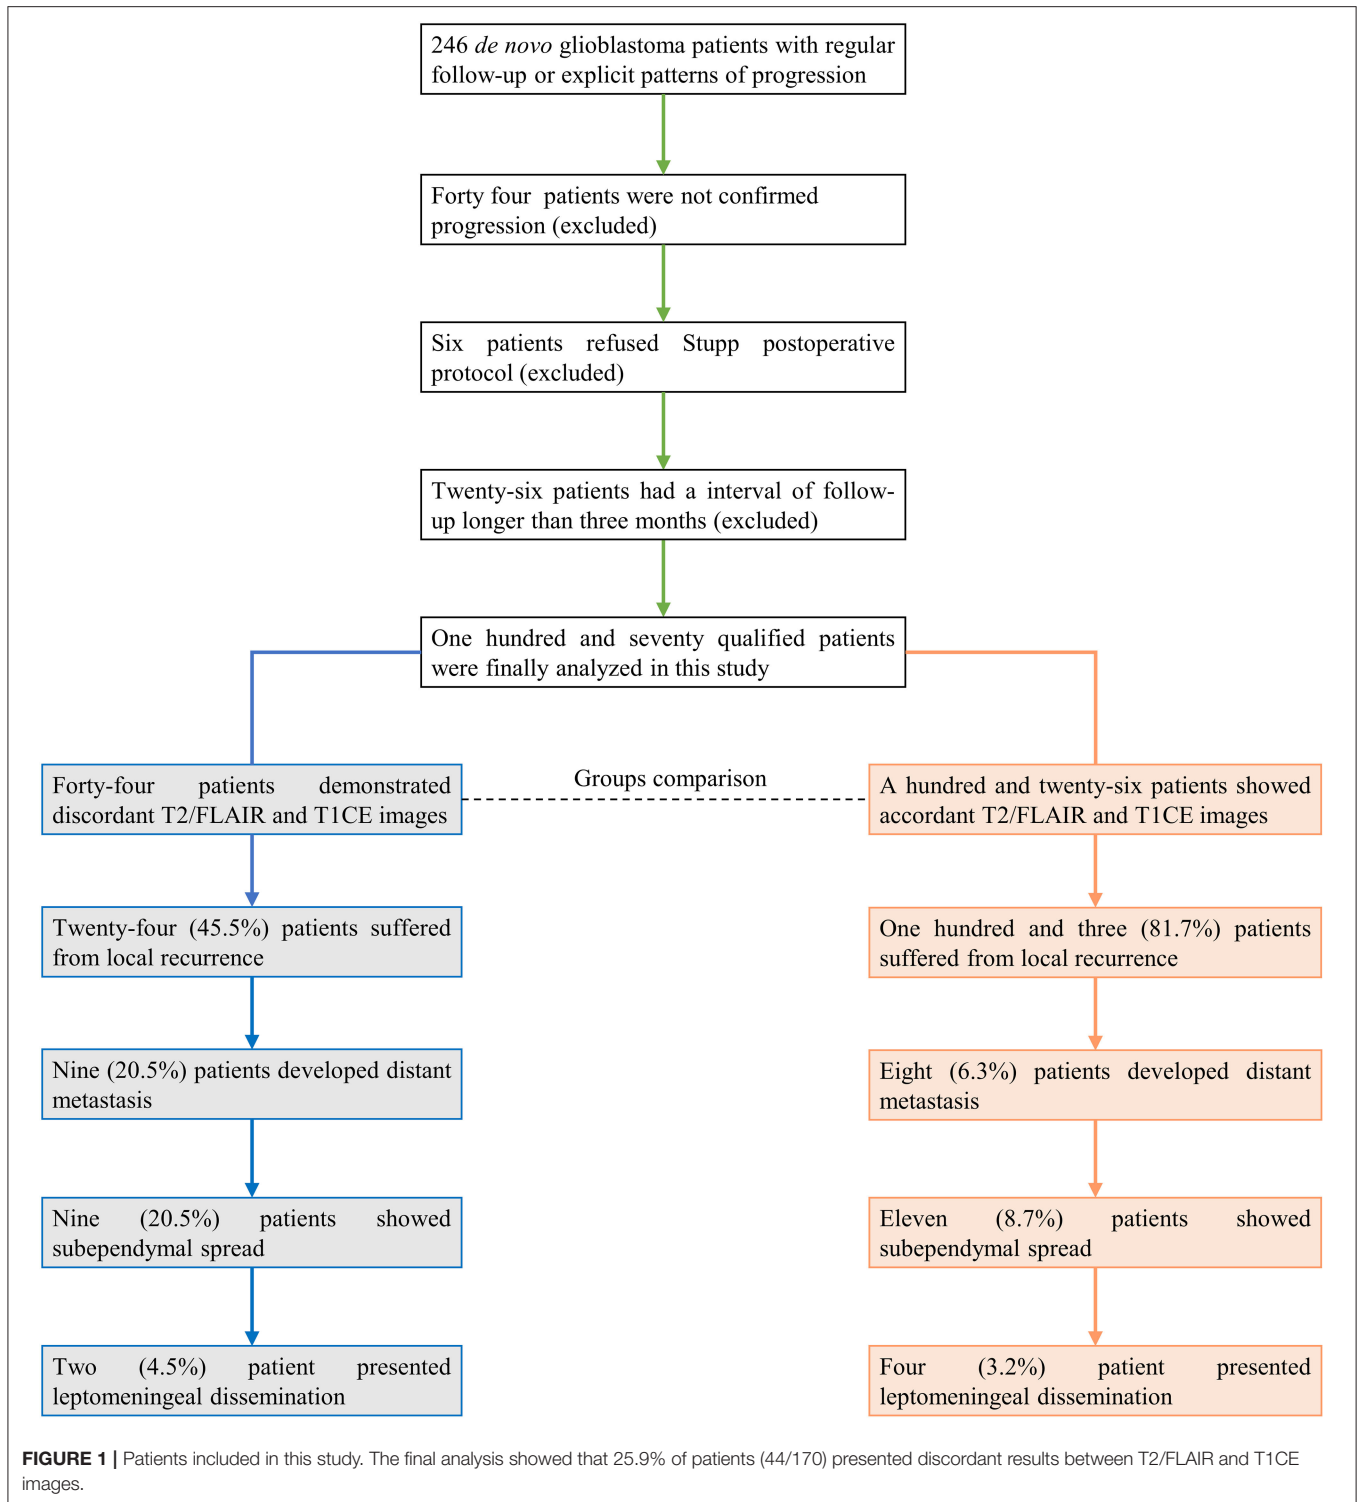 246 de novo glioblastoma patients with regular
follow-up or explicit patterns of progression
Forty four patients were not confirmed
progression (excluded)
Six patients refused Stupp postoperative
protocol (excluded)
Twenty-six patients had a interval of follow-
up longer than three months (excluded)
One hundred and seventy qualified patients
were finally analyzed in this study
Forty-four patients demonstrated
discordant T2/FLAIR and T1CE images
Groups comparison
A hundred and twenty-six patients showed
accordant T2/FLAIR and T1CE images
Twenty-four (45.5%) patients suffered
from local recurrence
One hundred and three (81.7%) patients
suffered from local recurrence
Nine (20.5%) patients developed distant
metastasis
Eight (6.3%) patients developed distant
metastasis
Nine (20.5%) patients showed
subependymal spread
Eleven (8.7%) patients showed
subependymal spread
Two (4.5%) patient presented
leptomeningeal dissemination
Four (3.2%) patient presented
leptomeningeal dissemination
FIGURE 1 | Patients included in this study. The final analysis showed that 25.9% of patients (44/170) presented discordant results between T2/FLAIR and T1CE
images.